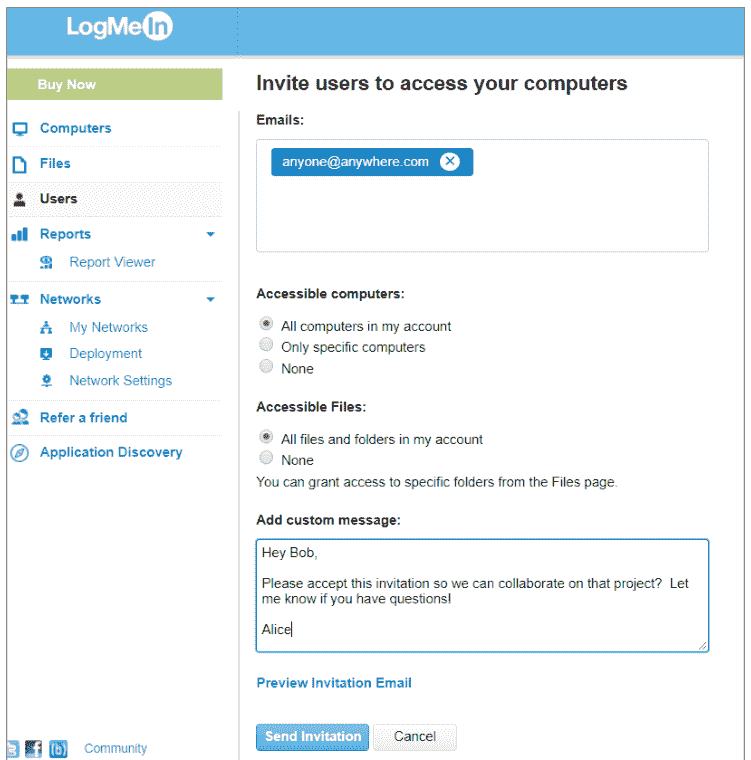 LogMeIn
Buy Now
Computers
Files
Users
Reports
Report Viewer
Networks
My Networks
Deployment
Network Settings
Refer a friend
Application Discovery
Community
Invite users to access your computers
Emails:
anyone@anywhere.com
Accessible computers:
All computers in my account
Only specific computers
None
Accessible Files:
All files and folders in my account
None
You can grant access to specific folders from the Files page.
Add custom message:
Hey Bob,
Please accept this invitation so we can collaborate on that project?  Let
me know if you have questions!
Alice
Preview Invitation Email
Send Invitation
Cancel